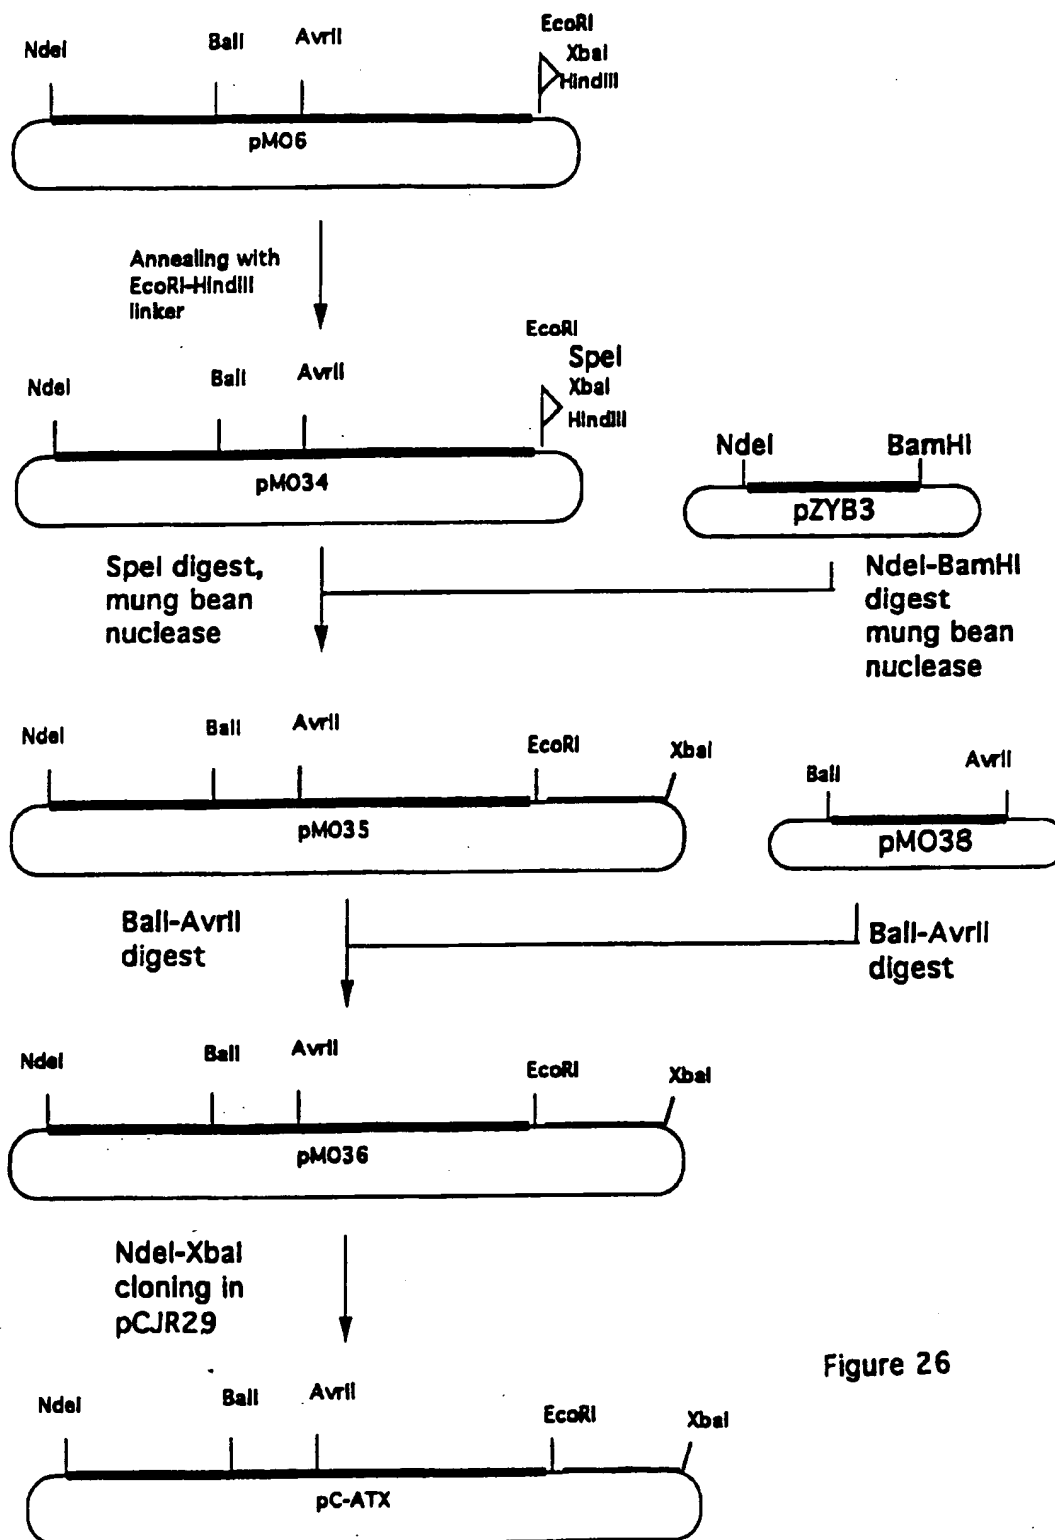 EcoRI
NdeI
BalI
AvrII
XbaI
HindIII
pMO6
Annealing with
EcoRI-HindIII
linker
EcoRI
SpeI
NdeI
BalI
AvrII
XbaI
HindIII
NdeI
BamHI
pMO34
pZYB3
SpeI digest,
mung bean
nuclease
NdeI-BamHI
digest
mung bean
nuclease
NdeI
BalI
AvrII
EcoRI
XbaI
BalI
AvrII
pMO35
pMO38
BalI-AvrII
digest
BalI-AvrII
digest
NdeI
BalI
AvrII
EcoRI
XbaI
pMO36
NdeI-XbaI
cloning in
pCJR29
Figure 26
NdeI
BalI
AvrII
EcoRI
XbaI
pC-ATX